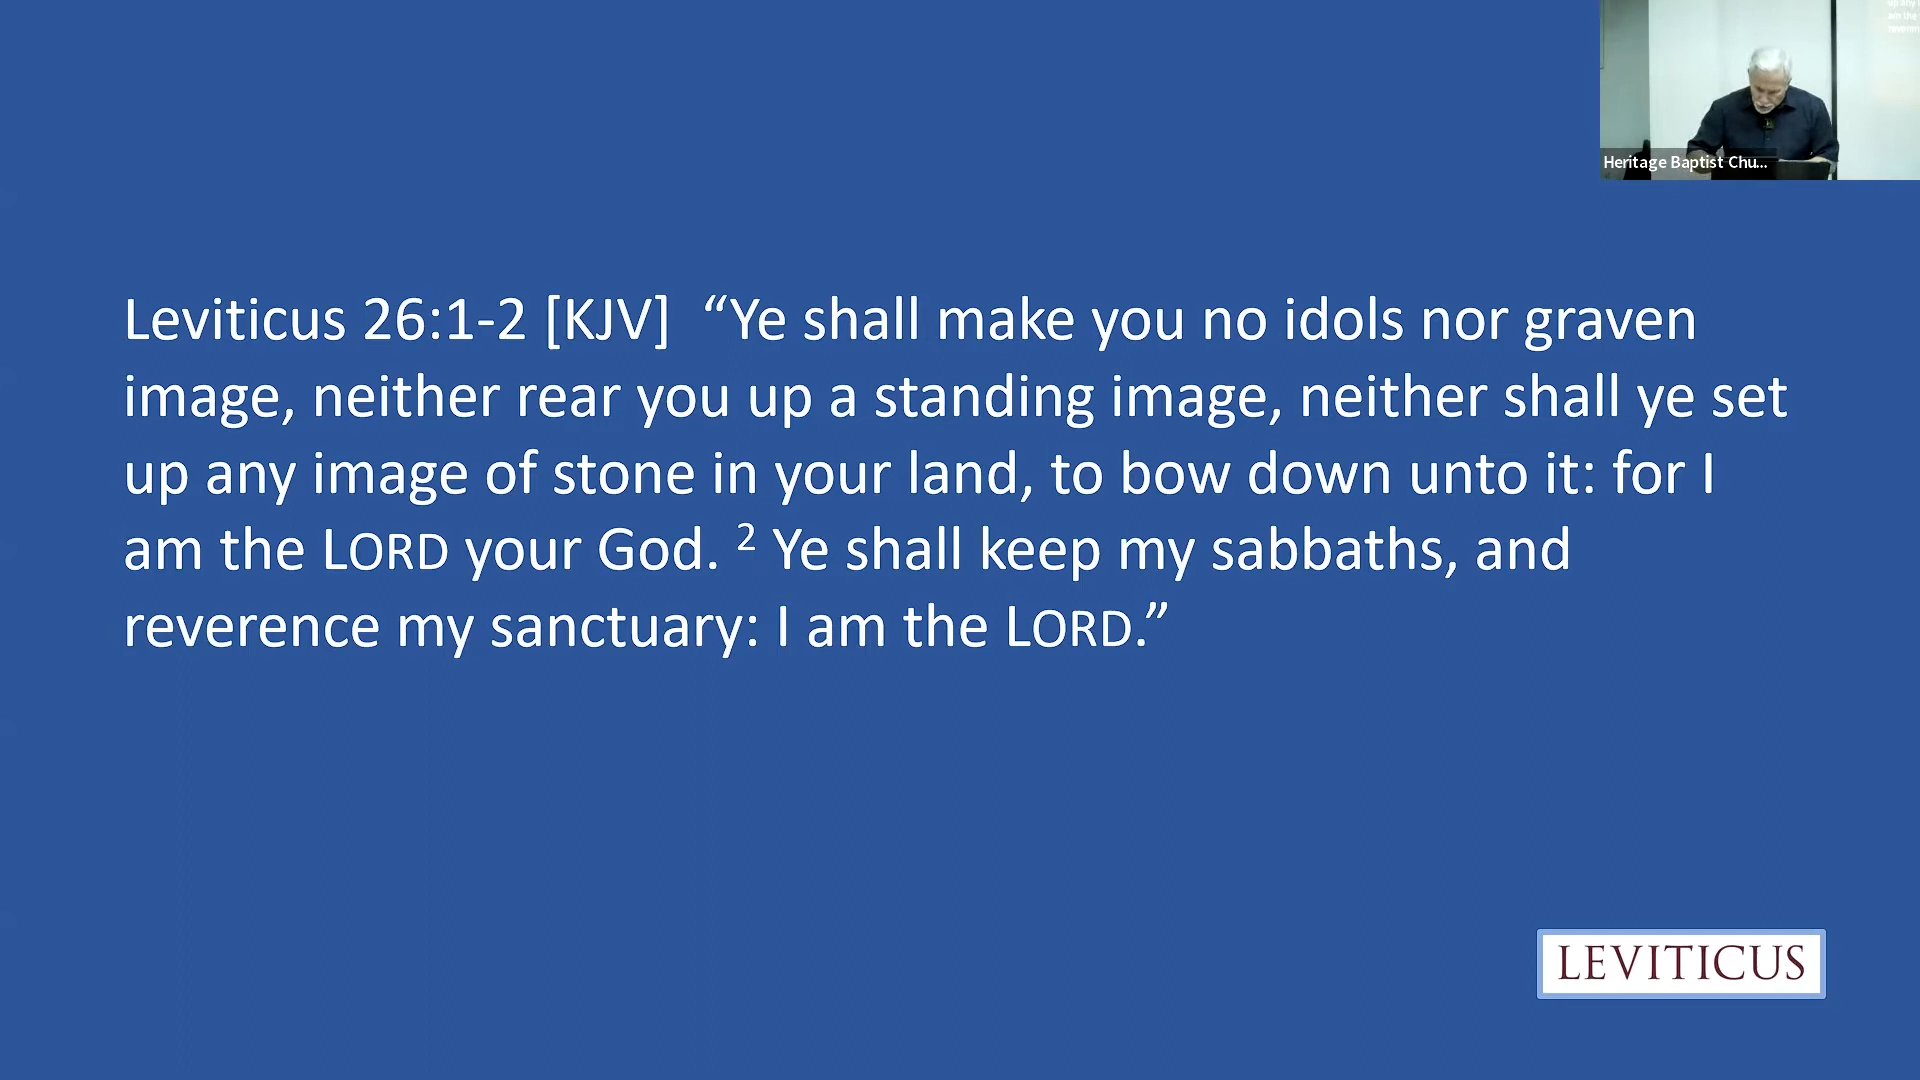 Heritage Baptist Chu...
Leviticus 26:1-2 [KJV] “Ye shall make you no idols nor graven
image, neither rear you up a standing image, neither shall ye set
up any image of stone in your land, to bow down unto it: for I
am the LORD your God. ² Ye shall keep my sabbaths, and
reverence my sanctuary: I am the LORD.”
LEVITICUS